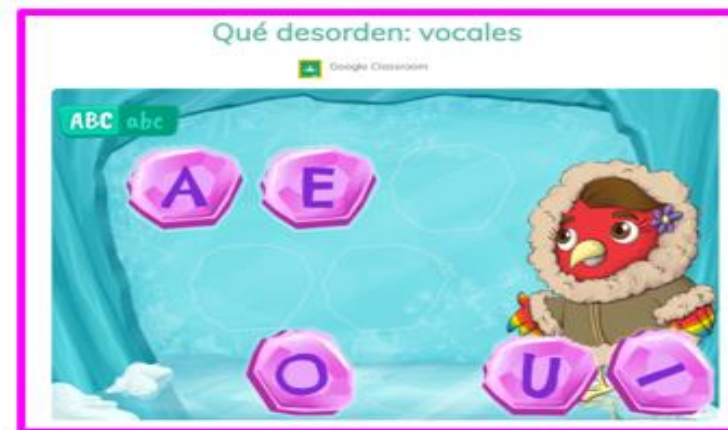 Qué desorden: vocales
Google Classroom
ABC abc
A E
O U I